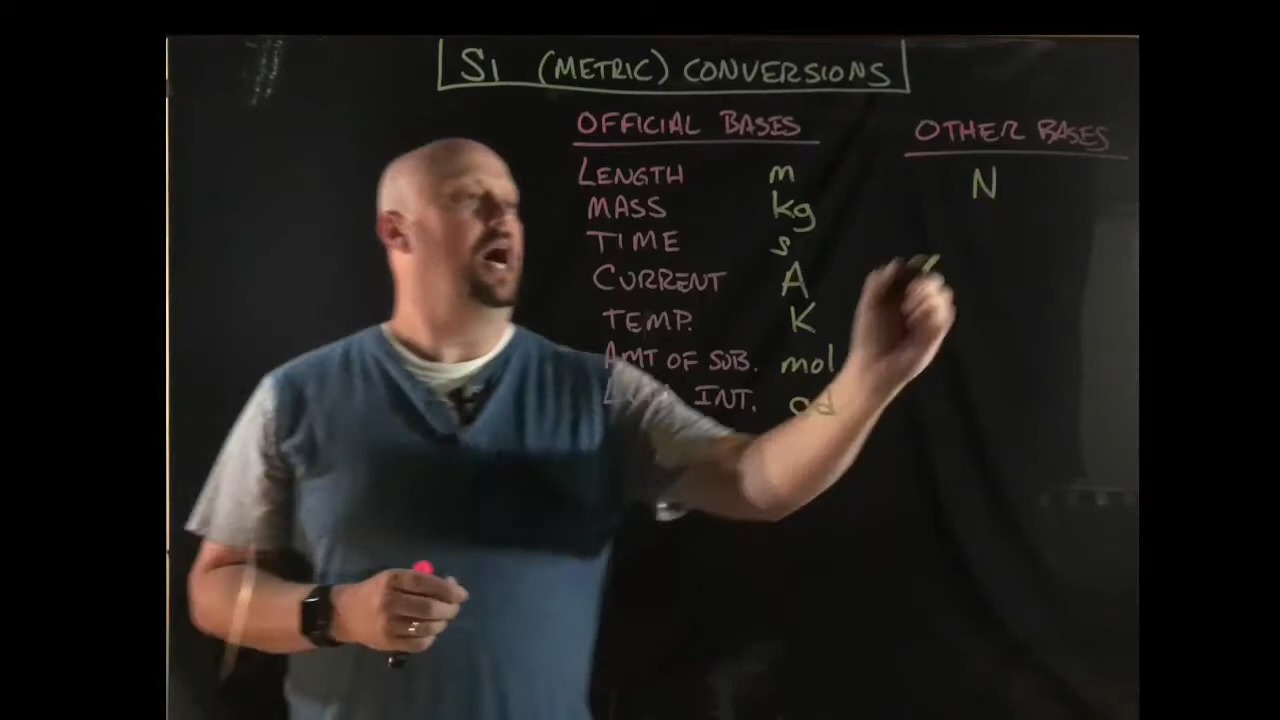 SI (METRIC) CONVERSIONS
OFFICIAL BASES
LENGTH m
MASS kg
TIME s
CURRENT A
TEMP. K
AMT OF SUB. mol
INT. cd
OTHER BASES
N